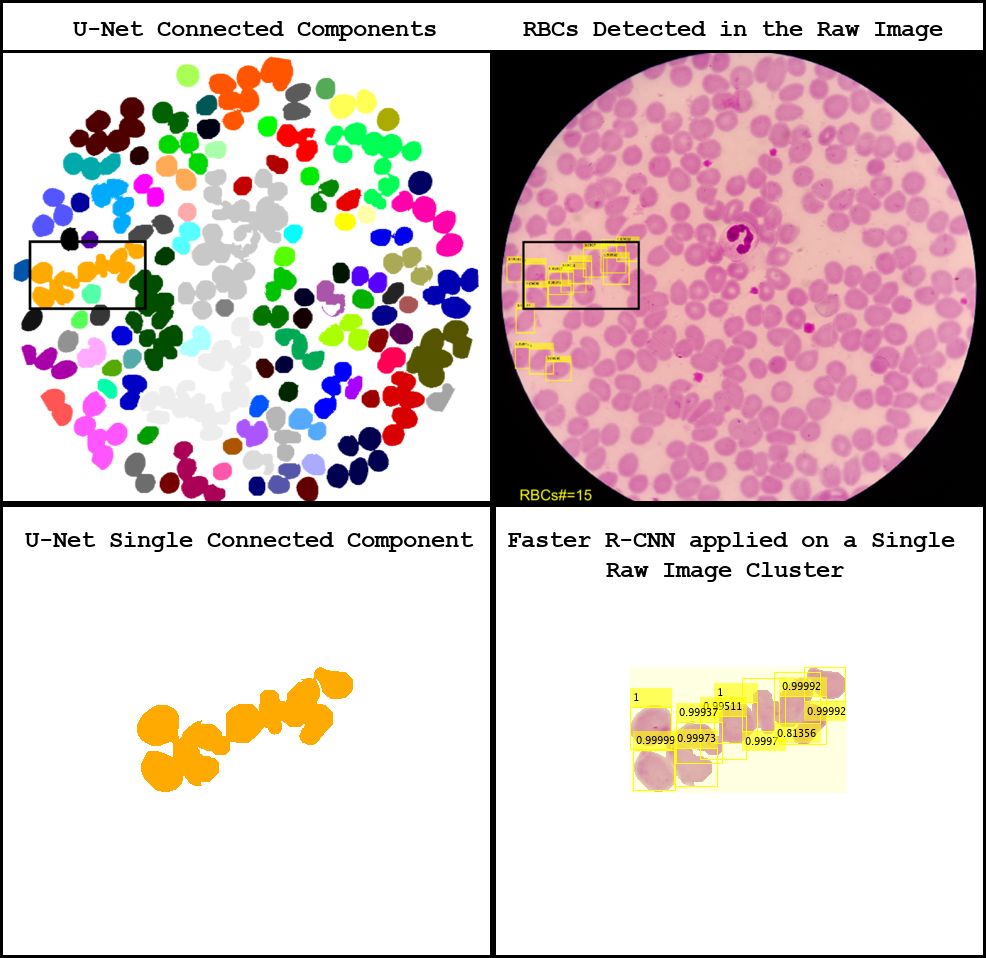 U-Net Connected Components
RBCs Detected in the Raw Image
RBCs#=15
U-Net Single Connected Component
Faster R-CNN applied on a Single
Raw Image Cluster
0.99992
1
1
0.99937
0.99511
0.99992
0.99999
0.99973
0.9997
0.81356